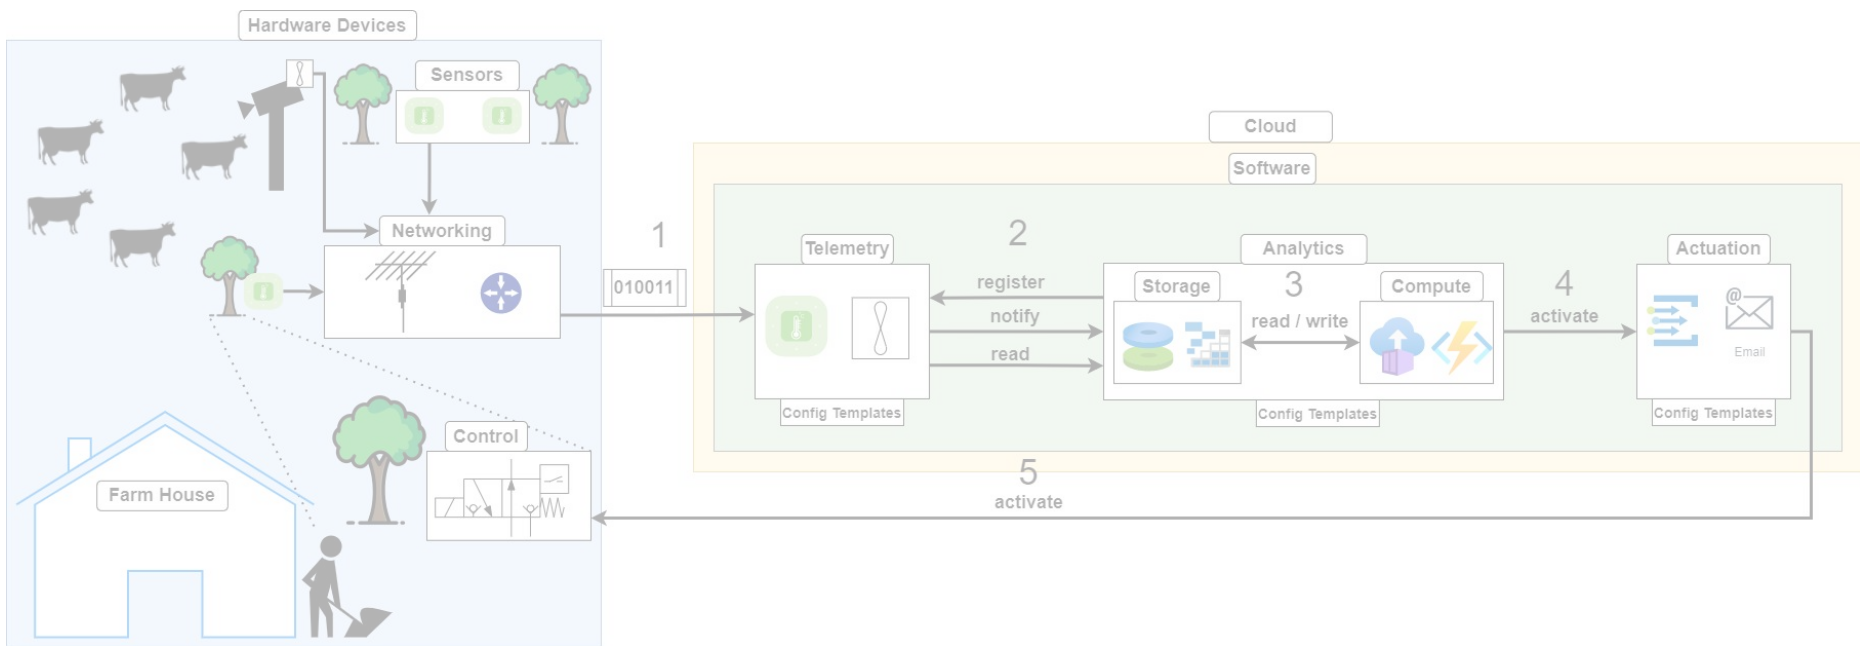 Hardware Devices
Sensors
Cloud
Software
Networking
1
010011
Telemetry
2
register
notify
read
Config Templates
Analytics
Storage
3
read / write
Compute
Config Templates
4
activate
Actuation
@
Email
Config Templates
Control
5
activate
Farm House